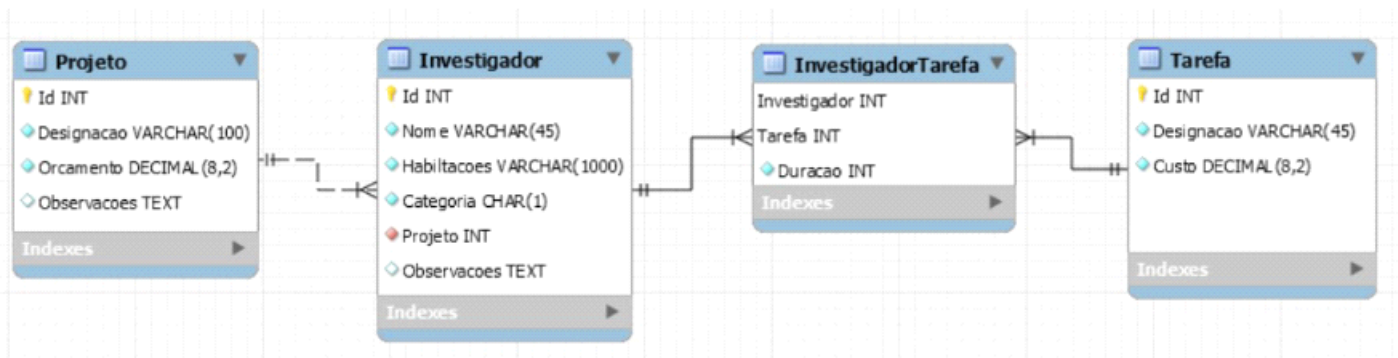 Projeto
Id INT
Designacao VARCHAR(100)
Orcamento DECIMAL(8,2)
Observacoes TEXT
Indexes
Investigador
Id INT
Nome VARCHAR(45)
Habiltacoes VARCHAR(1000)
Categoria CHAR(1)
Projeto INT
Observacoes TEXT
Indexes
InvestigadorTarefa
Investigador INT
Tarefa INT
Duracao INT
Indexes
Tarefa
Id INT
Designacao VARCHAR(45)
Custo DECIMAL(8,2)
Indexes